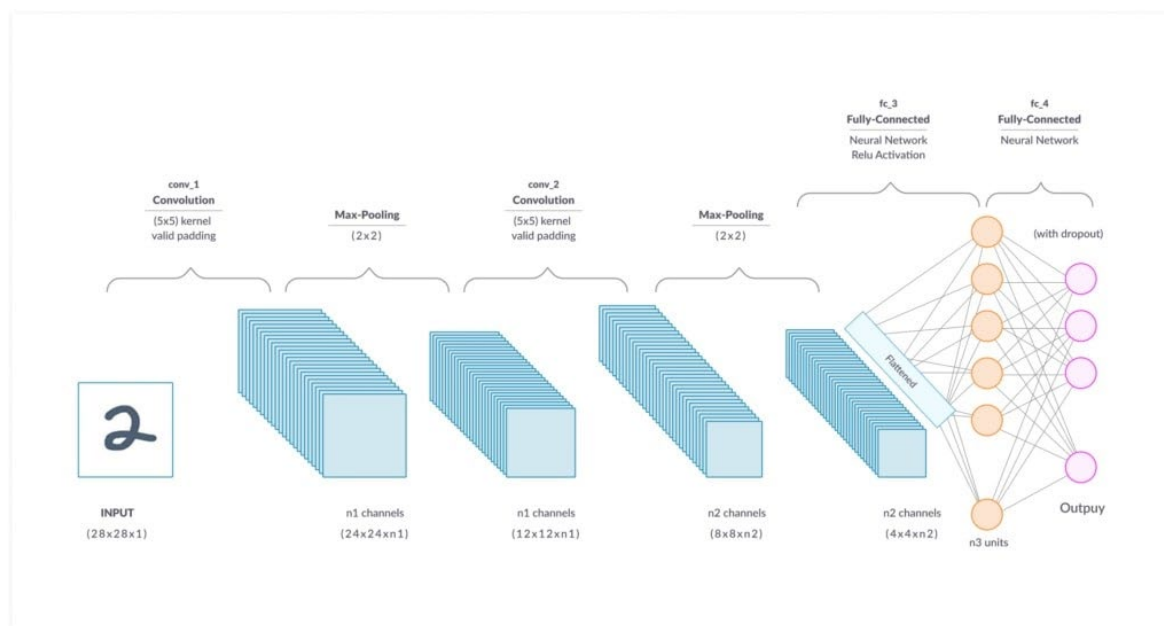 fc_3
Fully-Connected
Neural Network
Relu Activation
fc_4
Fully-Connected
Neural Network
conv_1
Convolution
(5x5) kernel
valid padding
Max-Pooling
(2x2)
conv_2
Convolution
(5x5) kernel
valid padding
Max-Pooling
(2x2)
(with dropout)
Flattened
2
INPUT
(28x28x1)
n1 channels
(24x24xn1)
n1 channels
(12x12xn1)
n2 channels
(8x8xn2)
n2 channels
(4x4xn2)
n3 units
Outpuy